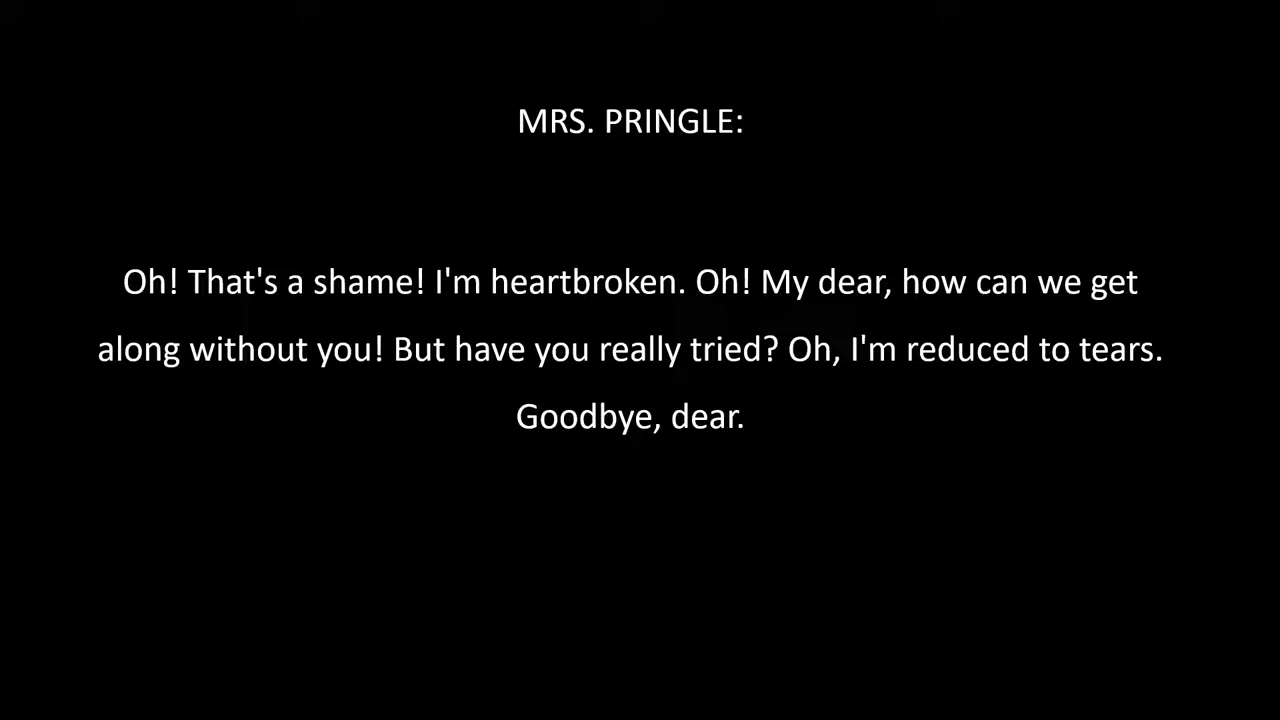 MRS. PRINGLE:
Oh! That's a shame! I'm heartbroken. Oh! My dear, how can we get
along without you! But have you really tried? Oh, I'm reduced to tears.
Goodbye, dear.